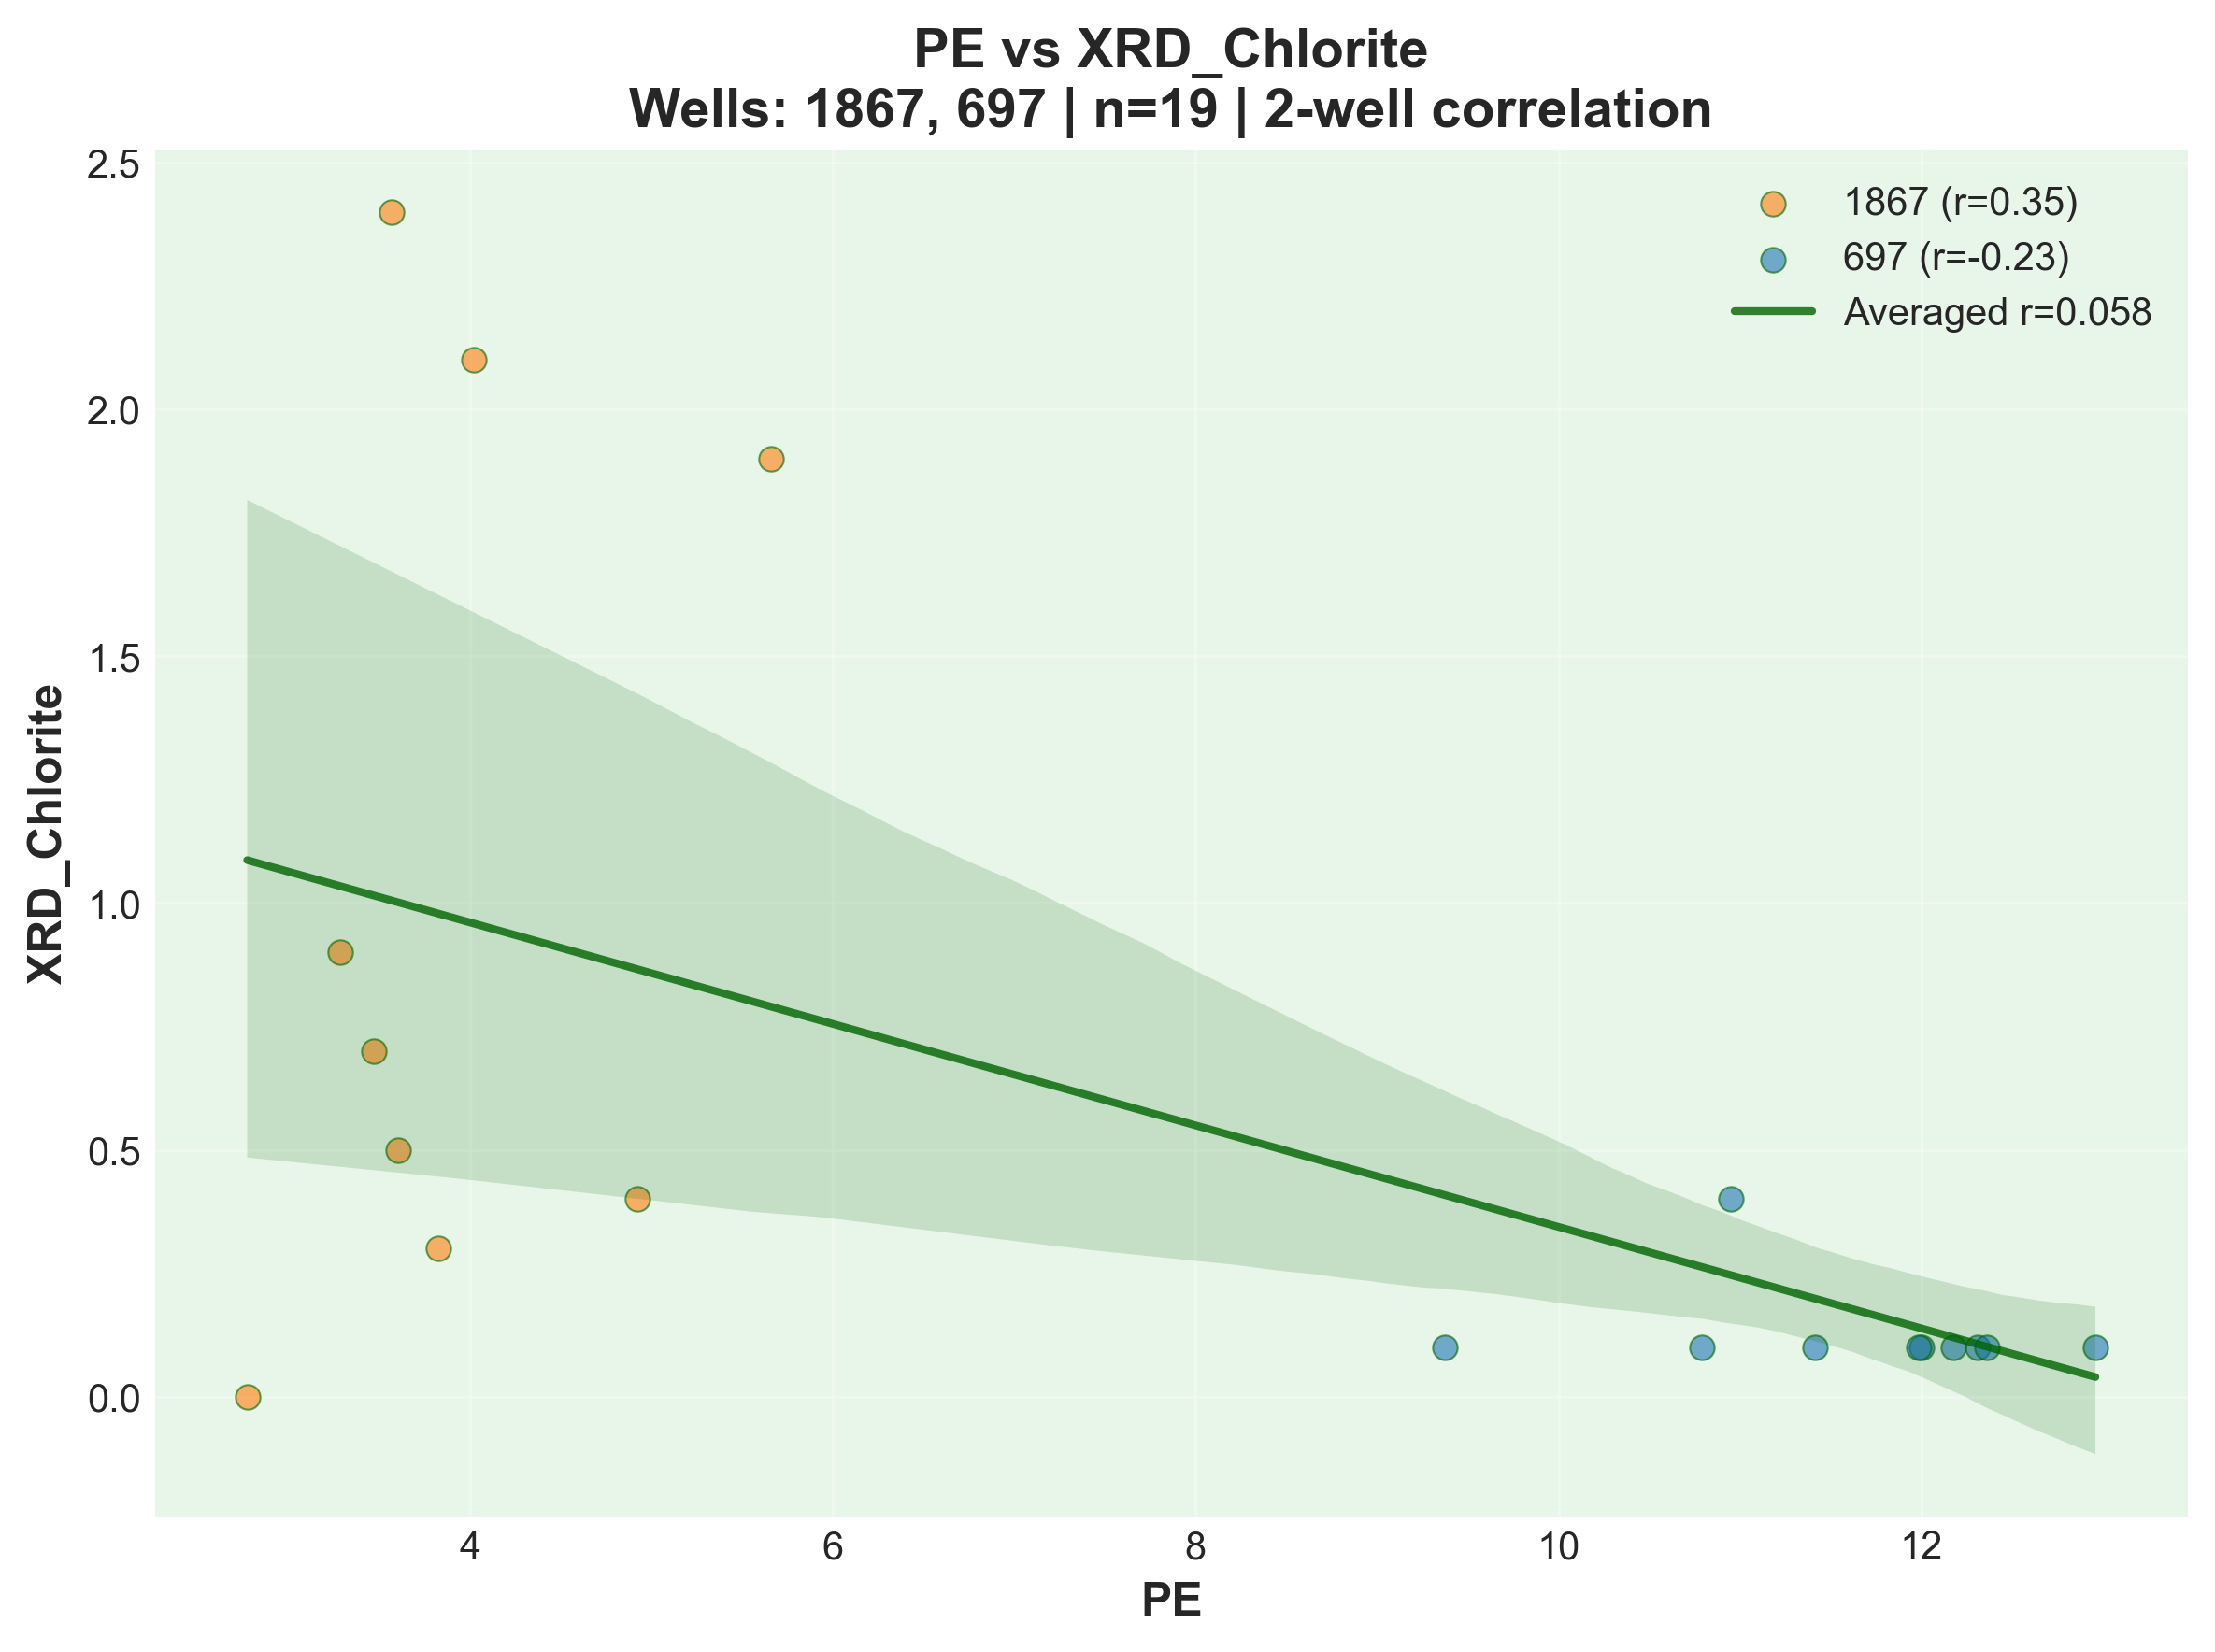 PE vs XRD_Chlorite
Wells: 1867, 697 | n=19 | 2-well correlation
1867 (r=0.35)
697 (r=-0.23)
Averaged r=0.058
XRD_Chlorite
2.5
2.0
1.5
1.0
0.5
0.0
4
6
8
10
12
PE